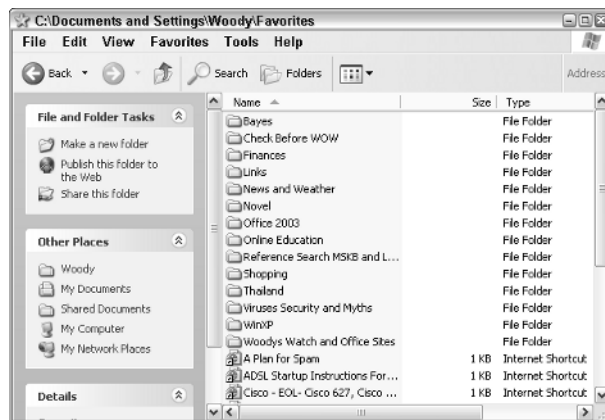 C:\Documents and Settings\Woody\Favorites
File Edit View Favorites Tools Help
Back Search Folders Address
File and Folder Tasks
Make a new folder
Publish this folder to
the Web
Share this folder
Other Places
Woody
My Documents
Shared Documents
My Computer
My Network Places
Details
Name Size Type
Bayes File Folder
Check Before WOW File Folder
Finances File Folder
Links File Folder
News and Weather File Folder
Novel File Folder
Office 2003 File Folder
Online Education File Folder
Reference Search MSKB and L... File Folder
Shopping File Folder
Thailand File Folder
Viruses Security and Myths File Folder
WinXP File Folder
Woodys Watch and Office Sites File Folder
A Plan for Spam 1 KB Internet Shortcut
ADSL Startup Instructions For... 1 KB Internet Shortcut
Cisco - EOL- Cisco 627, Cisco ... 1 KB Internet Shortcut